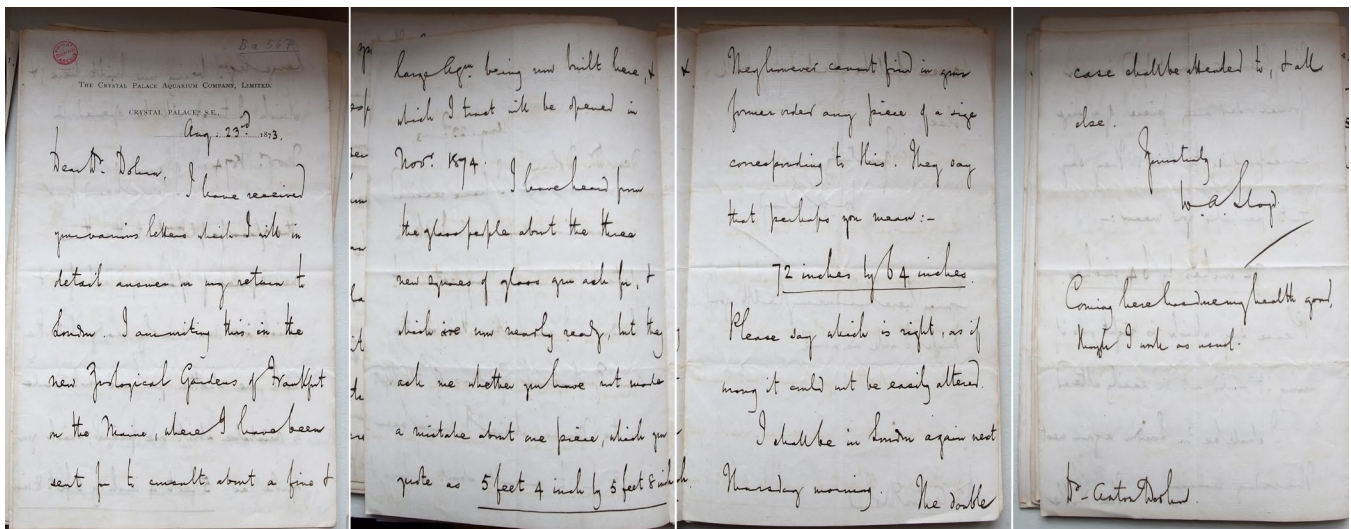 Ba 567
THE CRYSTAL PALACE AQUARIUM COMPANY, LIMITED.
CRYSTAL PALACE, S.E.,
Aug: 23rd 1873.
Dear Dr. Dohrn,
I have received
your various letters which I will in
detail answer on my return to
London. I am writing this in the
new Zoological Gardens of Frankfurt
on the Maine, where I have been
sent for to consult about a fine &
large Aqm. being now built here, &
which I trust will be opened in
Novr. 1874.
I have heard from
the glass people about the three
new squares of glass you ask for, &
which are now nearly ready, but they
ask me whether you have not made
a mistake about one piece, which you
quote as 5 feet 4 inch by 5 feet 8 inch.
They however cannot find in your
former order any piece of a size
corresponding to this. They say
that perhaps you mean:-
72 inches by 64 inches.
Please say which is right, as if
wrong it could not be easily altered.
I shall be in London again next
Thursday morning. The double
case shall be attended to, & all
else.
Yours truly,
W. A. Lloyd.
Coming here has done my health good,
though I work as usual.
Dr. Anton Dohrn.